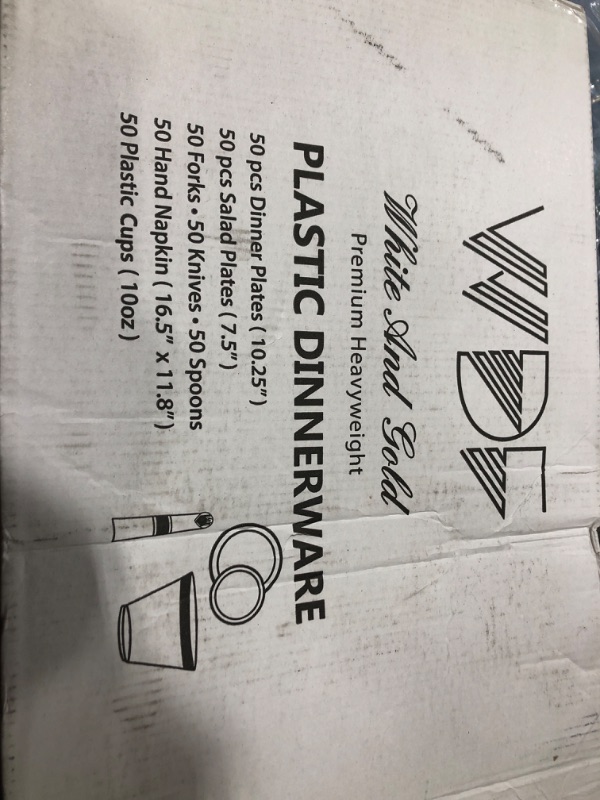 WDF
White And Gold
Premium Heavyweight
PLASTIC DINNERWARE
50 pcs Dinner Plates ( 10.25")
50 pcs Salad Plates ( 7.5")
50 Forks • 50 Knives • 50 Spoons
50 Hand Napkin ( 16.5" x 11.8")
50 Plastic Cups ( 10oz )